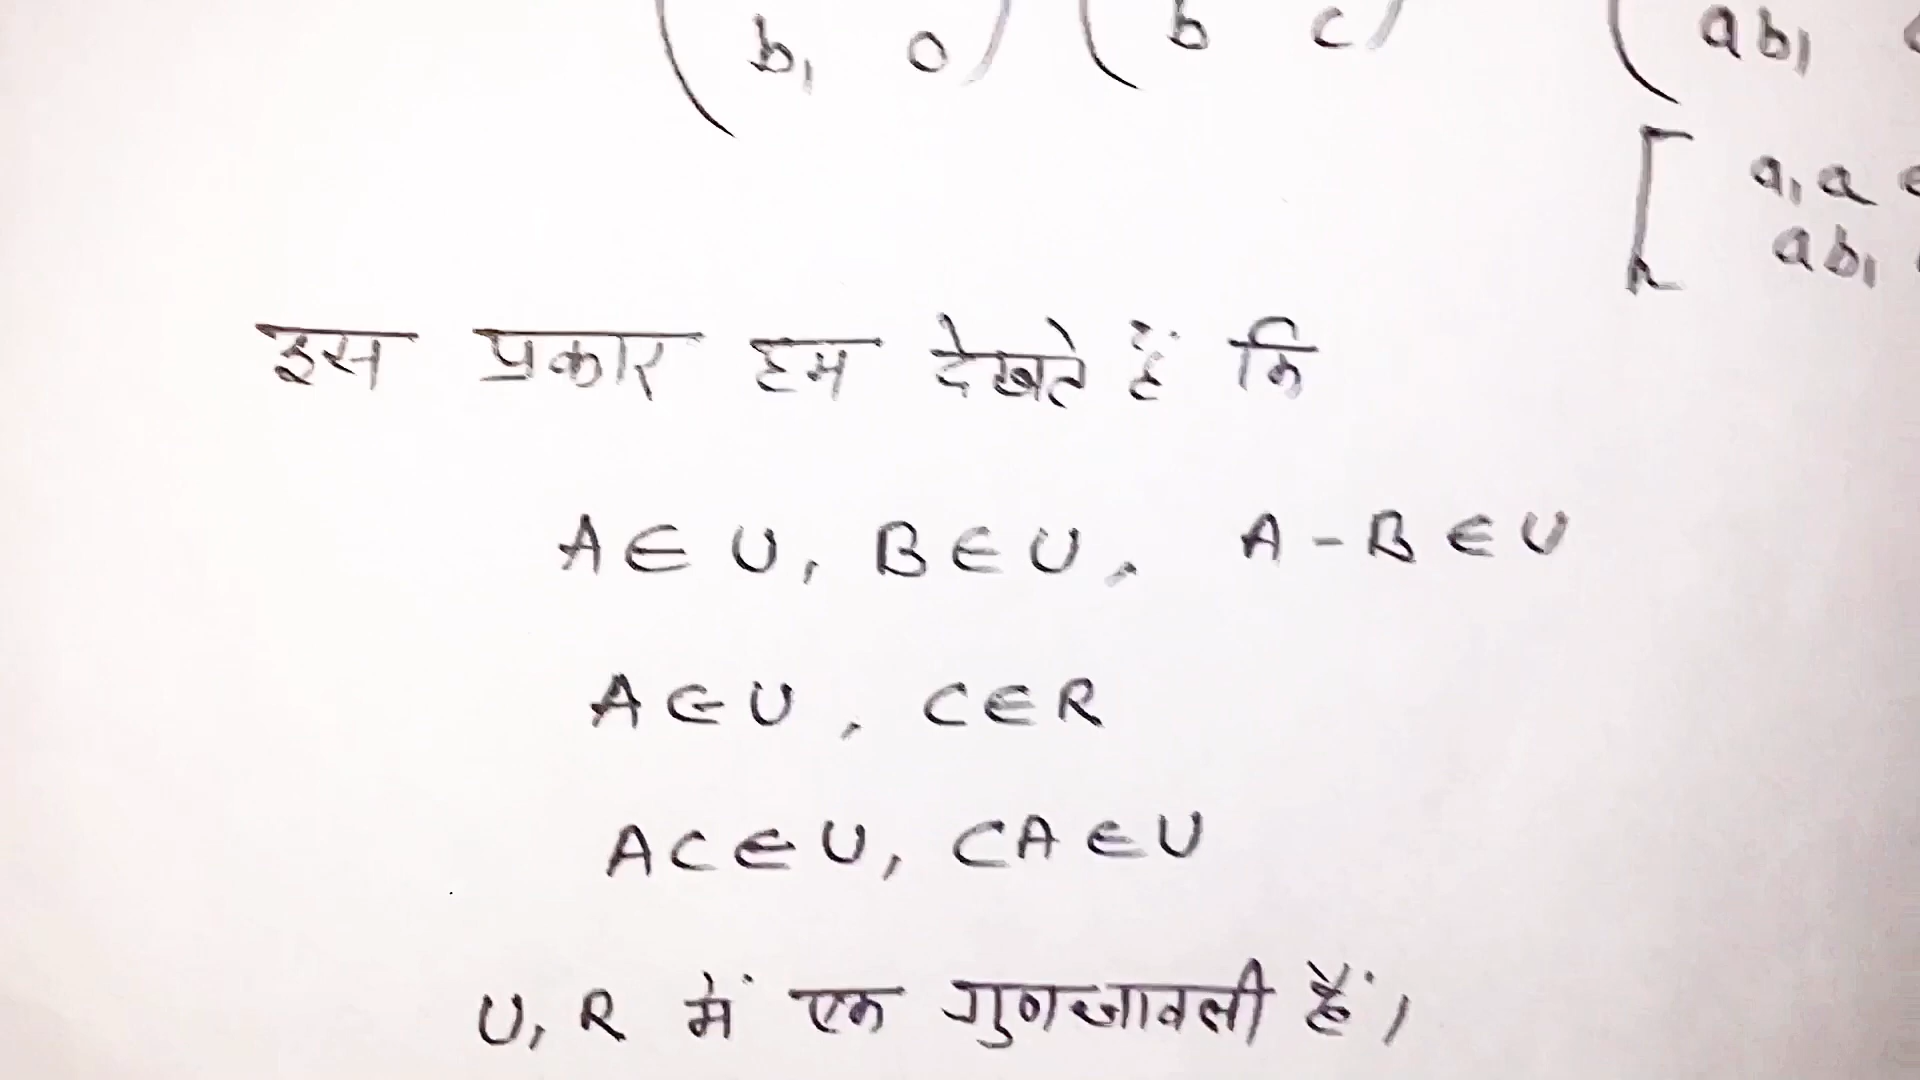 b₁ 0 b c ab₁
a₁a
ab₁
इस प्रकार हम देखते हैं कि
A∈U, B∈U, A-B∈U
A∈U, C∈R
AC∈U, CA∈U
U, R में एक गुणजावली हैं।